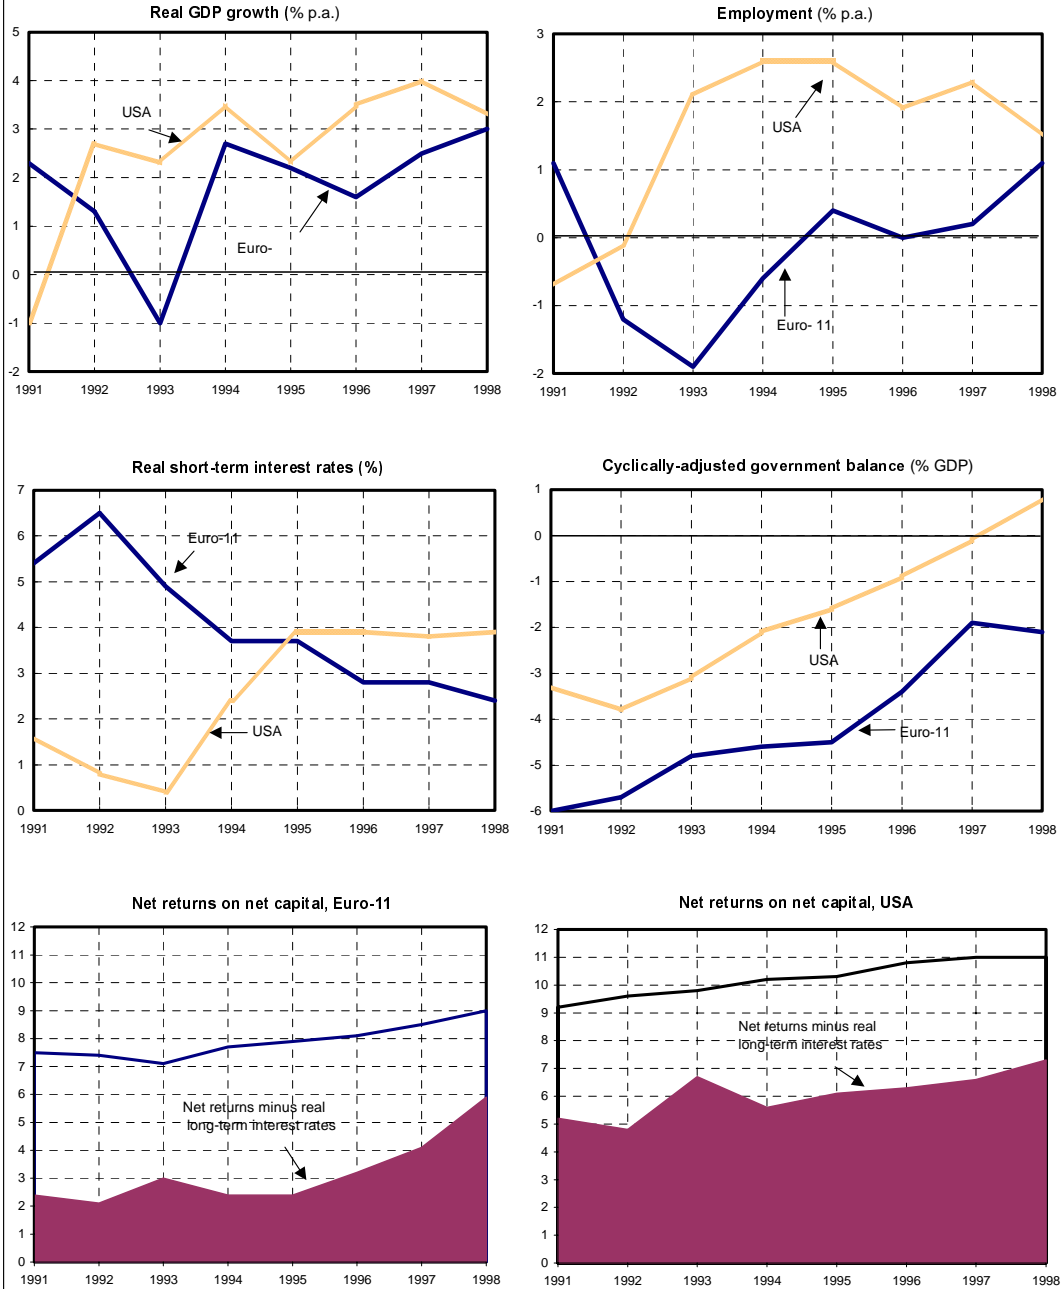 Real GDP growth (% p.a.)
5
4
3
2
1
0
-1
-2
USA
Euro-
1991 1992 1993 1994 1995 1996 1997 1998
Employment (% p.a.)
3
2
1
0
-1
-2
USA
Euro- 11
1991 1992 1993 1994 1995 1996 1997 1998
Real short-term interest rates (%)
7
6
5
4
3
2
1
0
Euro-11
USA
1991 1992 1993 1994 1995 1996 1997 1998
Cyclically-adjusted government balance (% GDP)
1
0
-1
-2
-3
-4
-5
-6
USA
Euro-11
1991 1992 1993 1994 1995 1996 1997 1998
Net returns on net capital, Euro-11
12
11
10
9
8
7
6
5
4
3
2
1
0
Net returns minus real
long-term interest rates
1991 1992 1993 1994 1995 1996 1997 1998
Net returns on net capital, USA
12
11
10
9
8
7
6
5
4
3
2
1
0
Net returns minus real
long-term interest rates
1991 1992 1993 1994 1995 1996 1997 1998